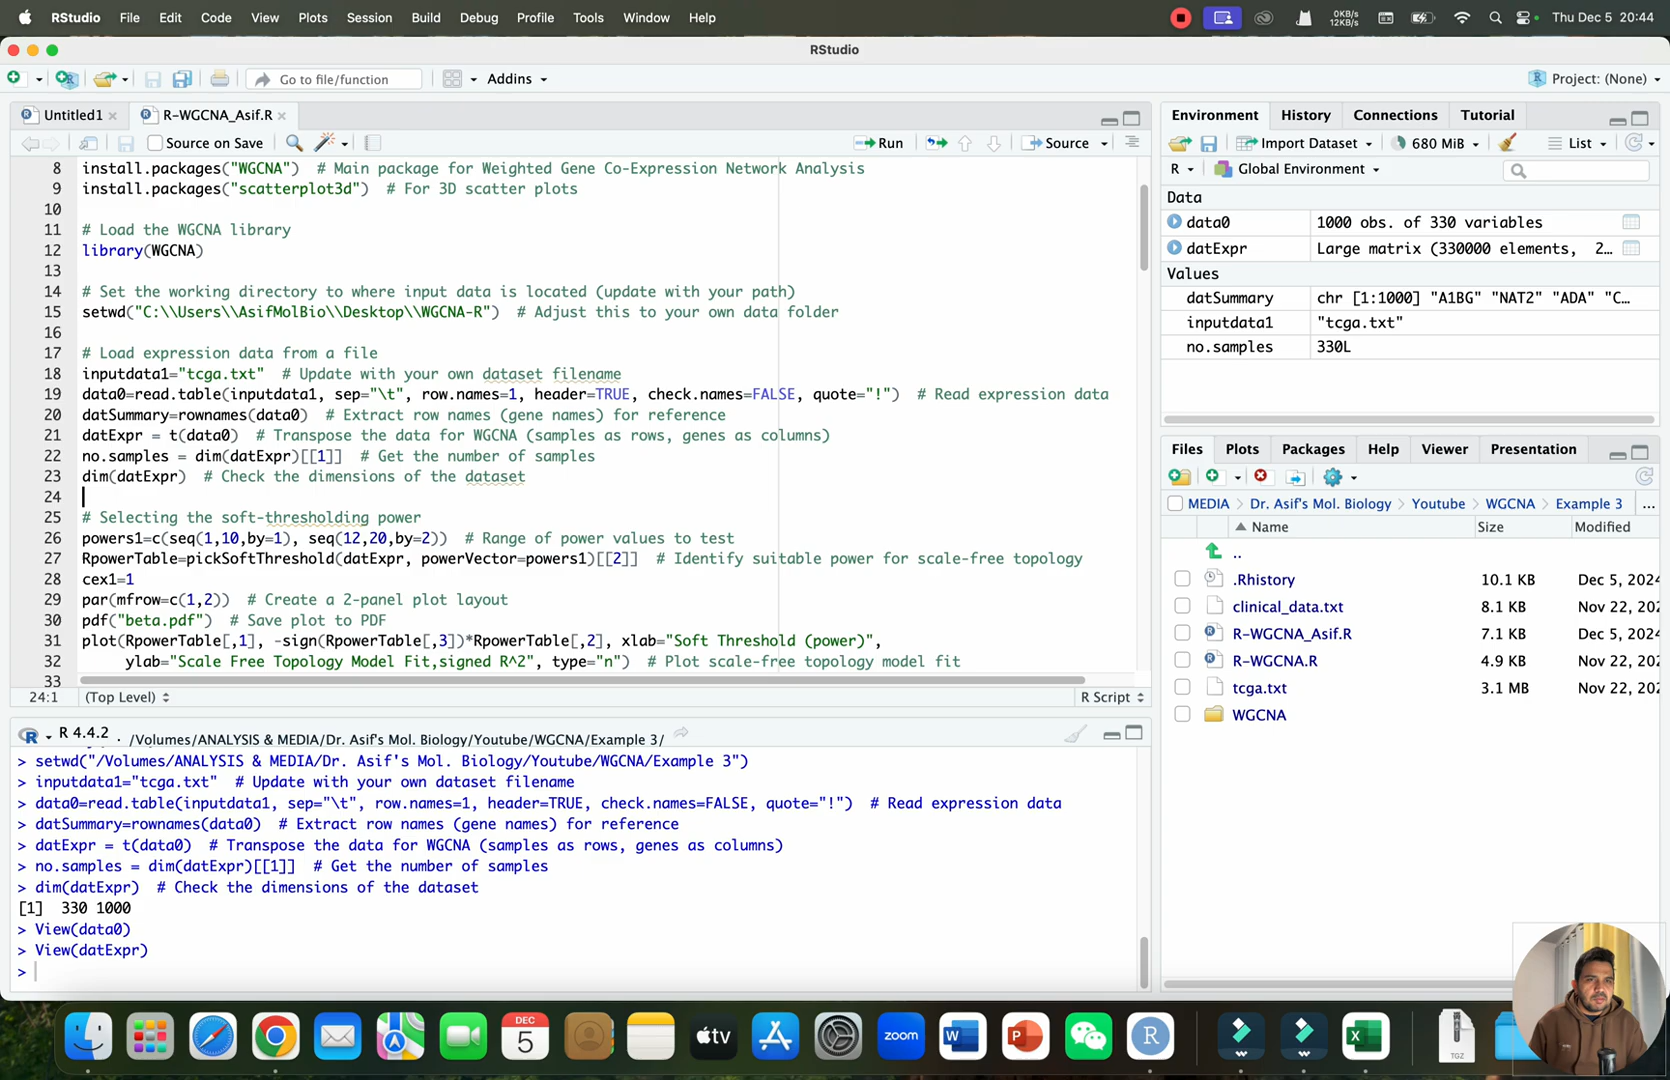 RStudio File Edit Code View Plots Session Build Debug Profile Tools Window Help 0KB/s 12KB/s Thu Dec 5 20:44
RStudio
Go to file/function Addins Project: (None)
Untitled1 R-WGCNA_Asif.R
Source on Save Run Source
8 install.packages("WGCNA") # Main package for Weighted Gene Co-Expression Network Analysis
9 install.packages("scatterplot3d") # For 3D scatter plots
10
11 # Load the WGCNA library
12 library(WGCNA)
13
14 # Set the working directory to where input data is located (update with your path)
15 setwd("C:\\Users\\AsifMolBio\\Desktop\\WGCNA-R") # Adjust this to your own data folder
16
17 # Load expression data from a file
18 inputdata1="tcga.txt" # Update with your own dataset filename
19 data0=read.table(inputdata1, sep="\t", row.names=1, header=TRUE, check.names=FALSE, quote="!") # Read expression data
20 datSummary=rownames(data0) # Extract row names (gene names) for reference
21 datExpr = t(data0) # Transpose the data for WGCNA (samples as rows, genes as columns)
22 no.samples = dim(datExpr)[[1]] # Get the number of samples
23 dim(datExpr) # Check the dimensions of the dataset
24
25 # Selecting the soft-thresholding power
26 powers1=c(seq(1,10,by=1), seq(12,20,by=2)) # Range of power values to test
27 RpowerTable=pickSoftThreshold(datExpr, powerVector=powers1)[[2]] # Identify suitable power for scale-free topology
28 cex1=1
29 par(mfrow=c(1,2)) # Create a 2-panel plot layout
30 pdf("beta.pdf") # Save plot to PDF
31 plot(RpowerTable[,1], -sign(RpowerTable[,3])*RpowerTable[,2], xlab="Soft Threshold (power)",
32 ylab="Scale Free Topology Model Fit,signed R^2", type="n") # Plot scale-free topology model fit
33
24:1 (Top Level) R Script
R 4.4.2 . /Volumes/ANALYSIS & MEDIA/Dr. Asif's Mol. Biology/Youtube/WGCNA/Example 3/
> setwd("/Volumes/ANALYSIS & MEDIA/Dr. Asif's Mol. Biology/Youtube/WGCNA/Example 3")
> inputdata1="tcga.txt" # Update with your own dataset filename
> data0=read.table(inputdata1, sep="\t", row.names=1, header=TRUE, check.names=FALSE, quote="!") # Read expression data
> datSummary=rownames(data0) # Extract row names (gene names) for reference
> datExpr = t(data0) # Transpose the data for WGCNA (samples as rows, genes as columns)
> no.samples = dim(datExpr)[[1]] # Get the number of samples
> dim(datExpr) # Check the dimensions of the dataset
[1] 330 1000
> View(data0)
> View(datExpr)
>
Environment History Connections Tutorial
Import Dataset 680 MiB List
R Global Environment
Data
data0 1000 obs. of 330 variables
datExpr Large matrix (330000 elements, 2...
Values
datSummary chr [1:1000] "A1BG" "NAT2" "ADA" "C...
inputdata1 "tcga.txt"
no.samples 330L
Files Plots Packages Help Viewer Presentation
MEDIA > Dr. Asif's Mol. Biology > Youtube > WGCNA > Example 3 ...
Name Size Modified
..
.Rhistory 10.1 KB Dec 5, 2024
clinical_data.txt 8.1 KB Nov 22, 202
R-WGCNA_Asif.R 7.1 KB Dec 5, 2024
R-WGCNA.R 4.9 KB Nov 22, 202
tcga.txt 3.1 MB Nov 22, 202
WGCNA
DEC 5 tv zoom W P R X TGZ